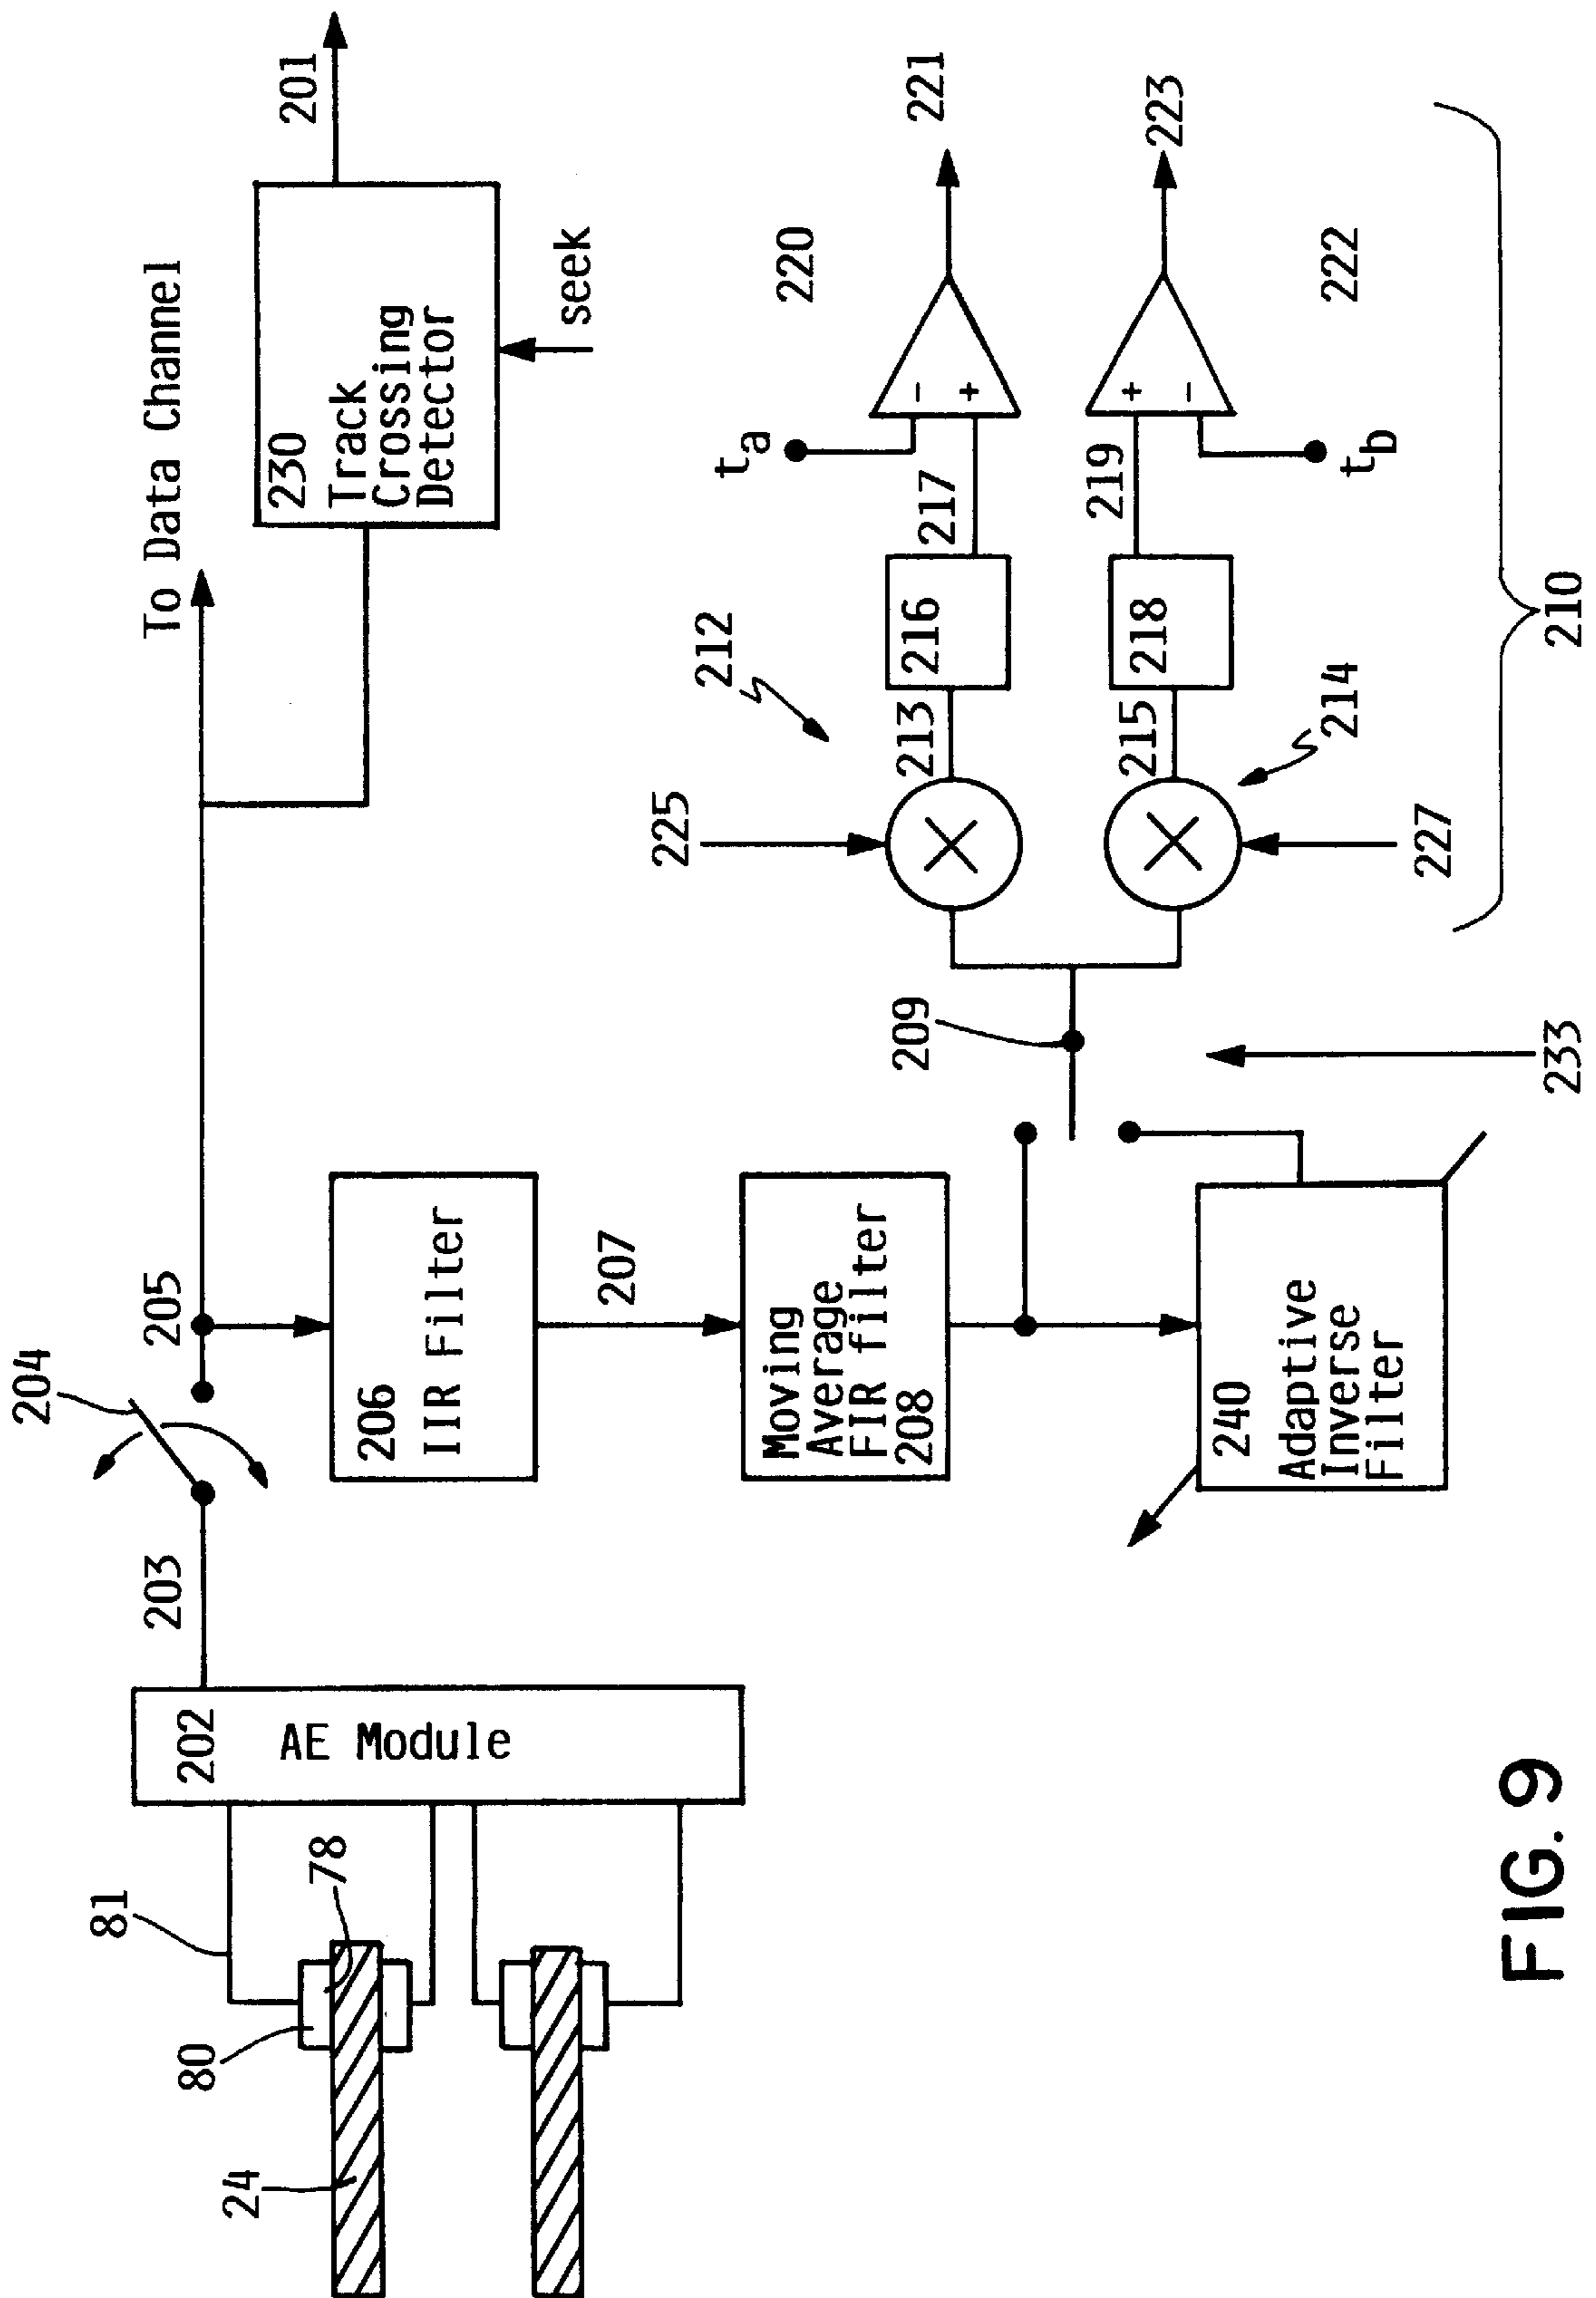 To Data Channel
201
230
Track
Crossing
Detector
seek
204
205
203
81
78
80
24
202
AE Module
206
IIR Filter
207
Moving
Average
FIR filter
208
240
Adaptive
Inverse
Filter
209
233
225
227
212
214
213
215
216
218
217
219
ta
tb
-
+
+
-
220
221
222
223
210
FIG. 9